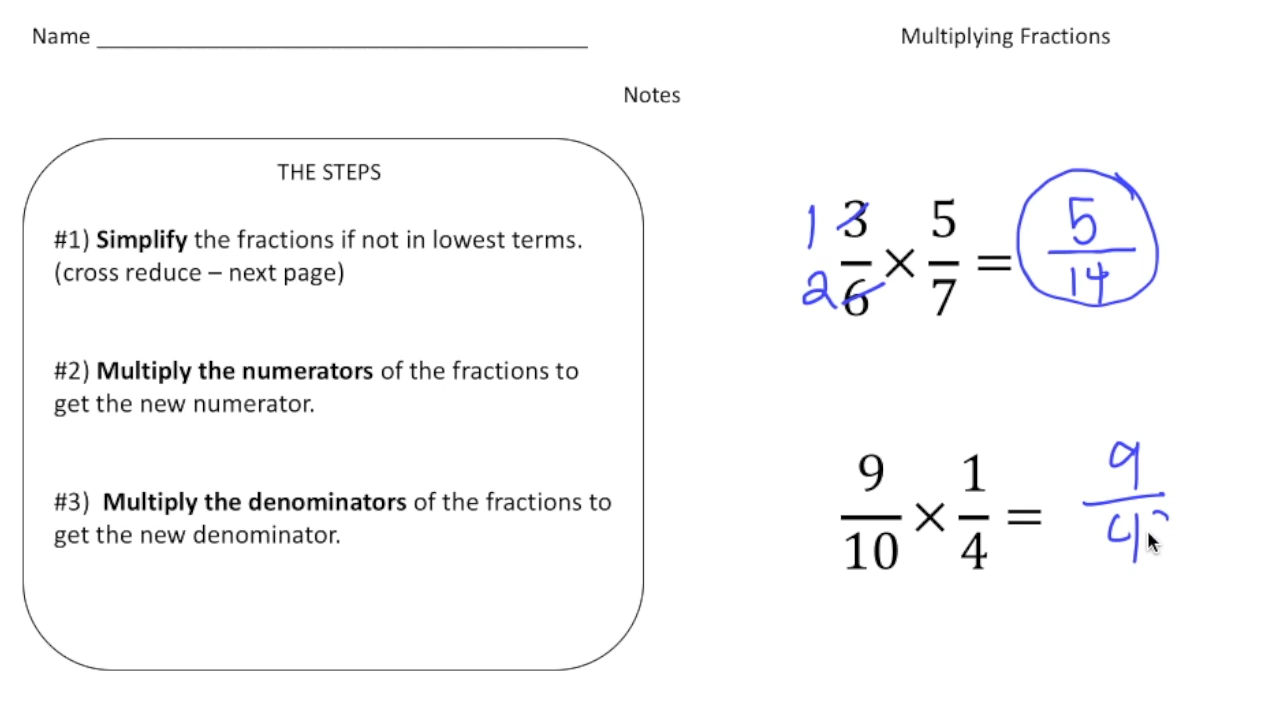 Name
Multiplying Fractions
Notes
THE STEPS
#1) Simplify the fractions if not in lowest terms.
(cross reduce – next page)
#2) Multiply the numerators of the fractions to
get the new numerator.
#3) Multiply the denominators of the fractions to
get the new denominator.
1 3 5 5
× =
2 6 7 14
9 1 9
× =
10 4 4